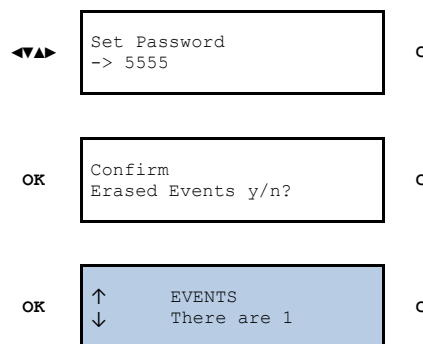 ◄▼▲►
Set Password
-> 5555
OK
Confirm
Erased Events y/n?
OK
↑ EVENTS
↓ There are 1